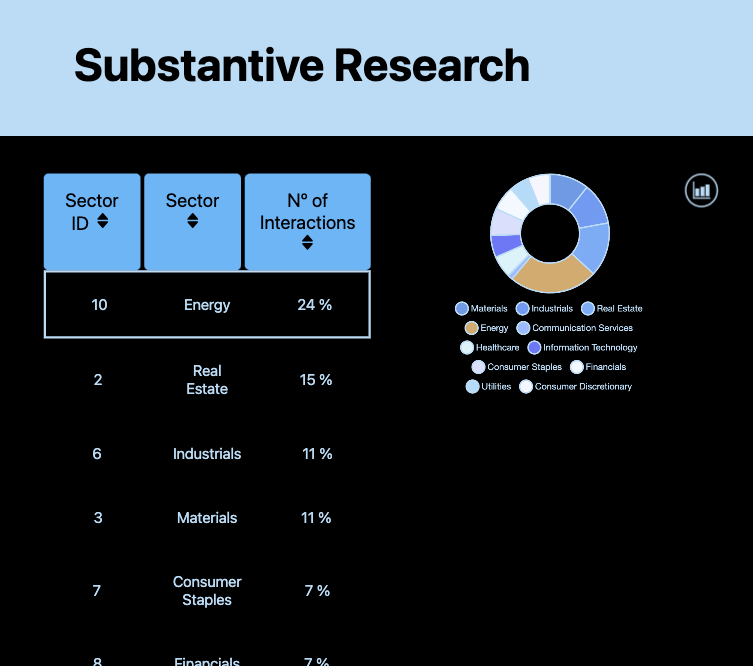 Substantive Research
Sector
ID
Sector
N° of
Interactions
10 Energy 24 %
2 Real
Estate 15 %
6 Industrials 11 %
3 Materials 11 %
7 Consumer
Staples 7 %
8 Financials 7 %
Materials Industrials Real Estate
Energy Communication Services
Healthcare Information Technology
Consumer Staples Financials
Utilities Consumer Discretionary